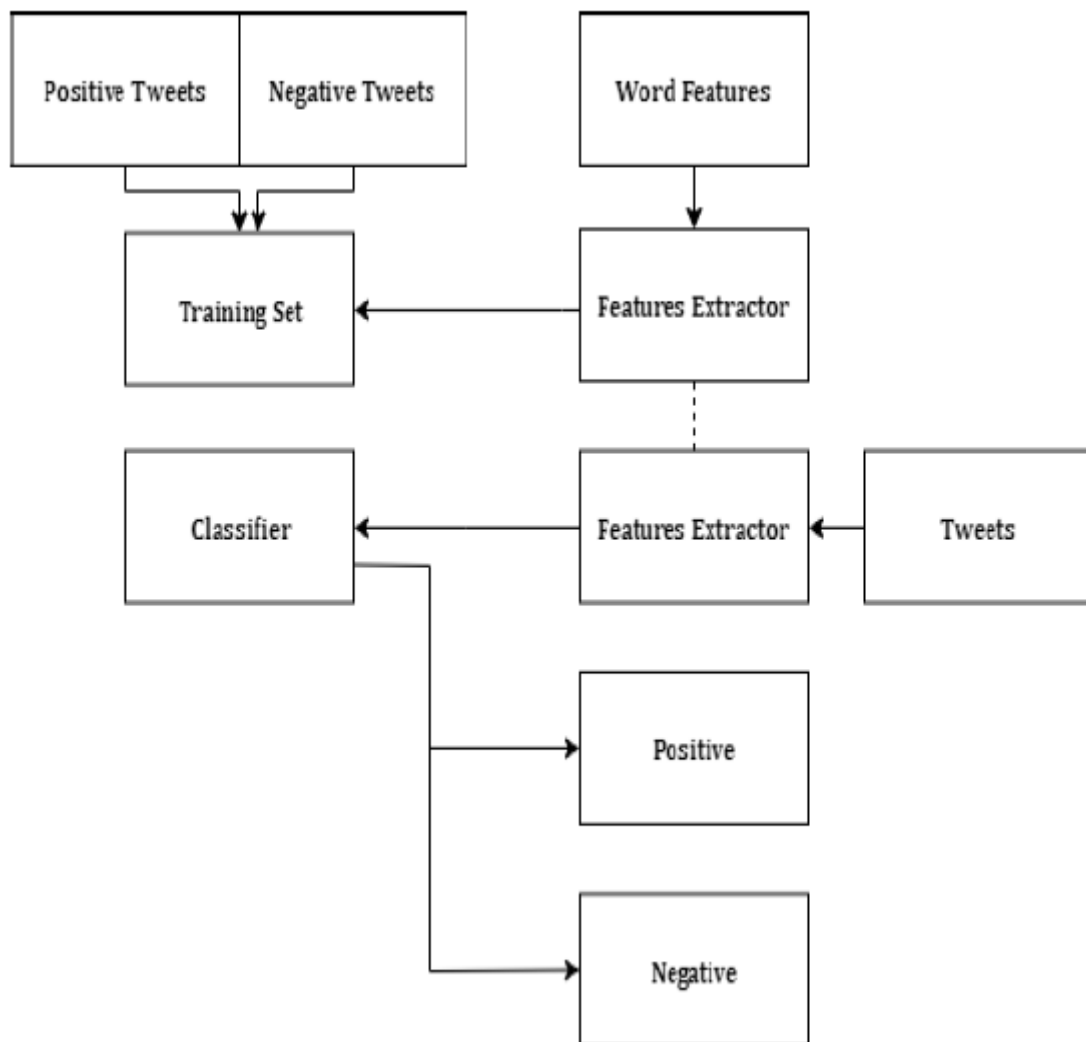 Positive Tweets
Negative Tweets
Word Features
Training Set
Features Extractor
Classifier
Features Extractor
Tweets
Positive
Negative